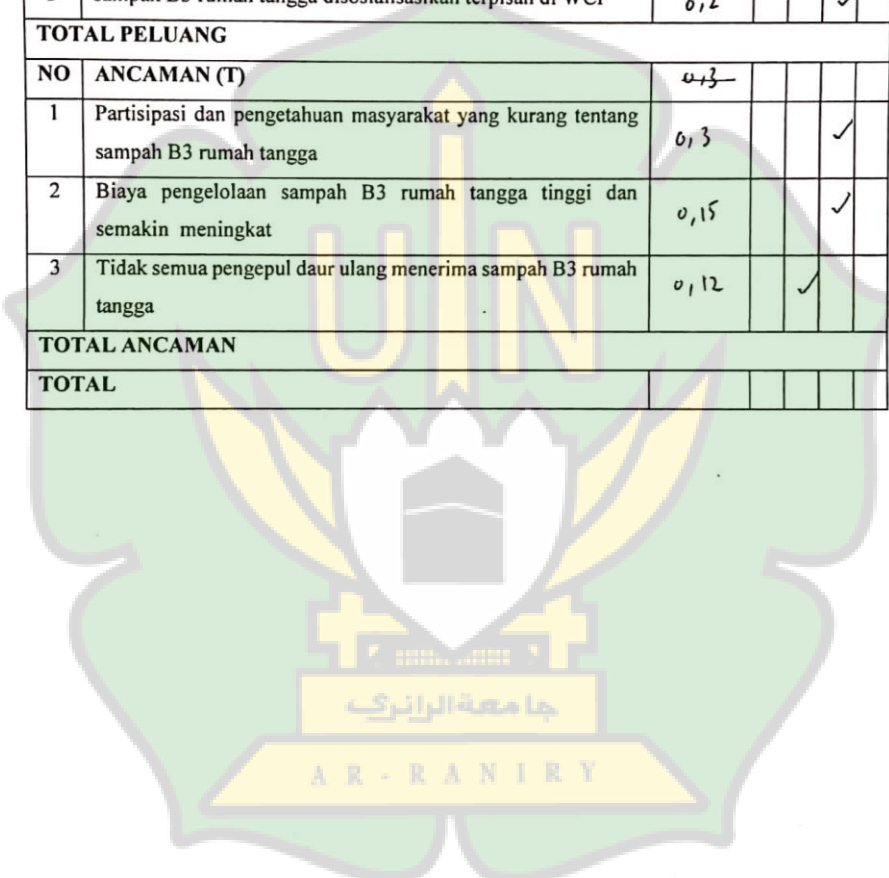 sampah B3 rumah tangga disosialisasikan terpisah di WCP 0,2 ✓
TOTAL PELUANG
NO ANCAMAN (T) 0,3
1 Partisipasi dan pengetahuan masyarakat yang kurang tentang
sampah B3 rumah tangga 0,3 ✓
2 Biaya pengelolaan sampah B3 rumah tangga tinggi dan
semakin meningkat 0,15 ✓
3 Tidak semua pengepul daur ulang menerima sampah B3 rumah
tangga 0,12 ✓
TOTAL ANCAMAN
TOTAL
UIN
جامعة الرانري
AR-RANIRY